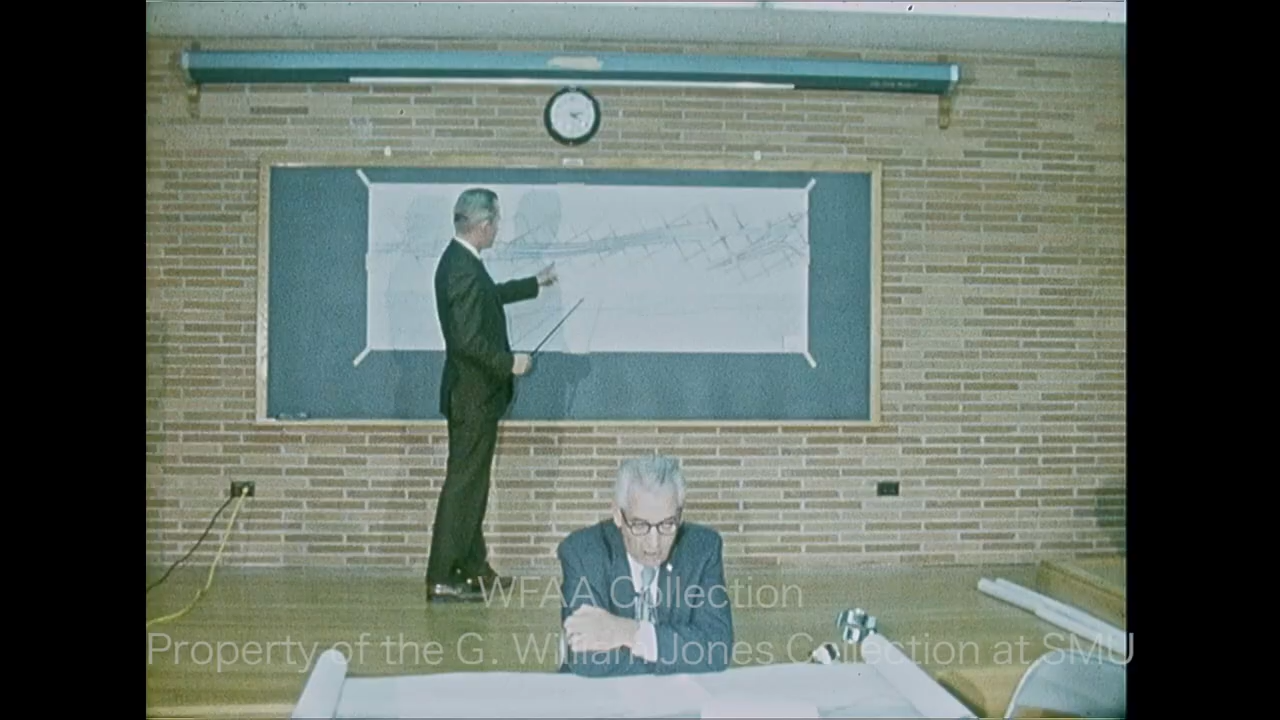 WFAA Collection
Property of the G. William Jones Collection at SMU